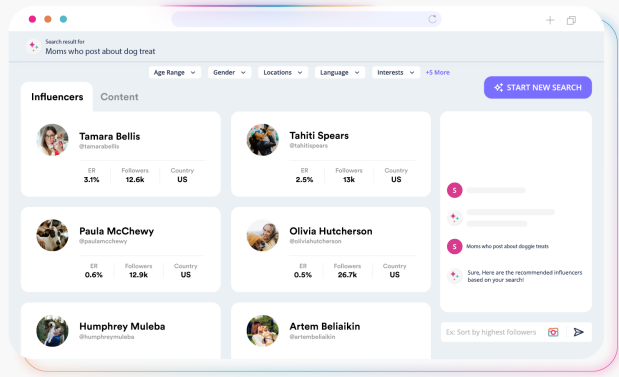 Search result for
Moms who post about dog treat
Age Range
Gender
Locations
Language
Interests
+5 More
START NEW SEARCH
Influencers
Content
Tamara Bellis
@tamarabellis
ER
Followers
Country
3.1%
12.6k
US
Tahiti Spears
@tahitispears
ER
Followers
Country
2.5%
13k
US
Paula McChewy
@paulamcchewy
ER
Followers
Country
0.6%
12.9k
US
Olivia Hutcherson
@oliviahutcherson
ER
Followers
Country
0.5%
26.7k
US
Humphrey Muleba
@humphreymuleba
Artem Beliaikin
@artembeliaikin
S
S
Moms who post about doggie treats
Sure, Here are the recommended influencers
based on your search!
Ex: Sort by highest followers